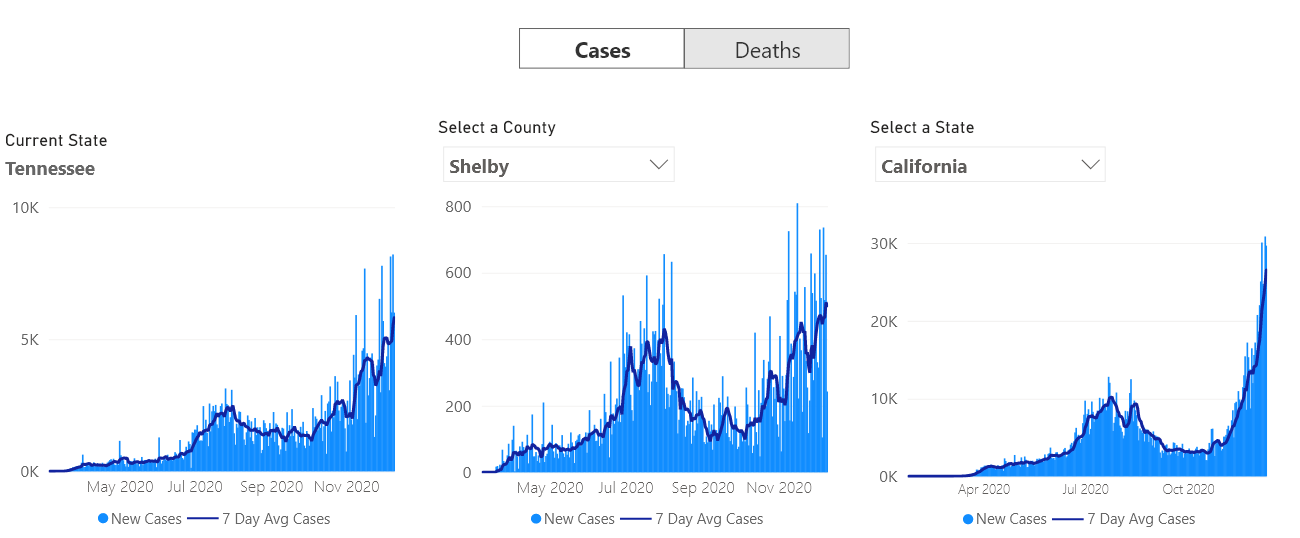 Cases Deaths
Current State
Tennessee
10K
5K
0K
May 2020 Jul 2020 Sep 2020 Nov 2020
New Cases 7 Day Avg Cases
Select a County
Shelby
800
600
400
200
0
May 2020 Jul 2020 Sep 2020 Nov 2020
New Cases 7 Day Avg Cases
Select a State
California
30K
20K
10K
0K
Apr 2020 Jul 2020 Oct 2020
New Cases 7 Day Avg Cases